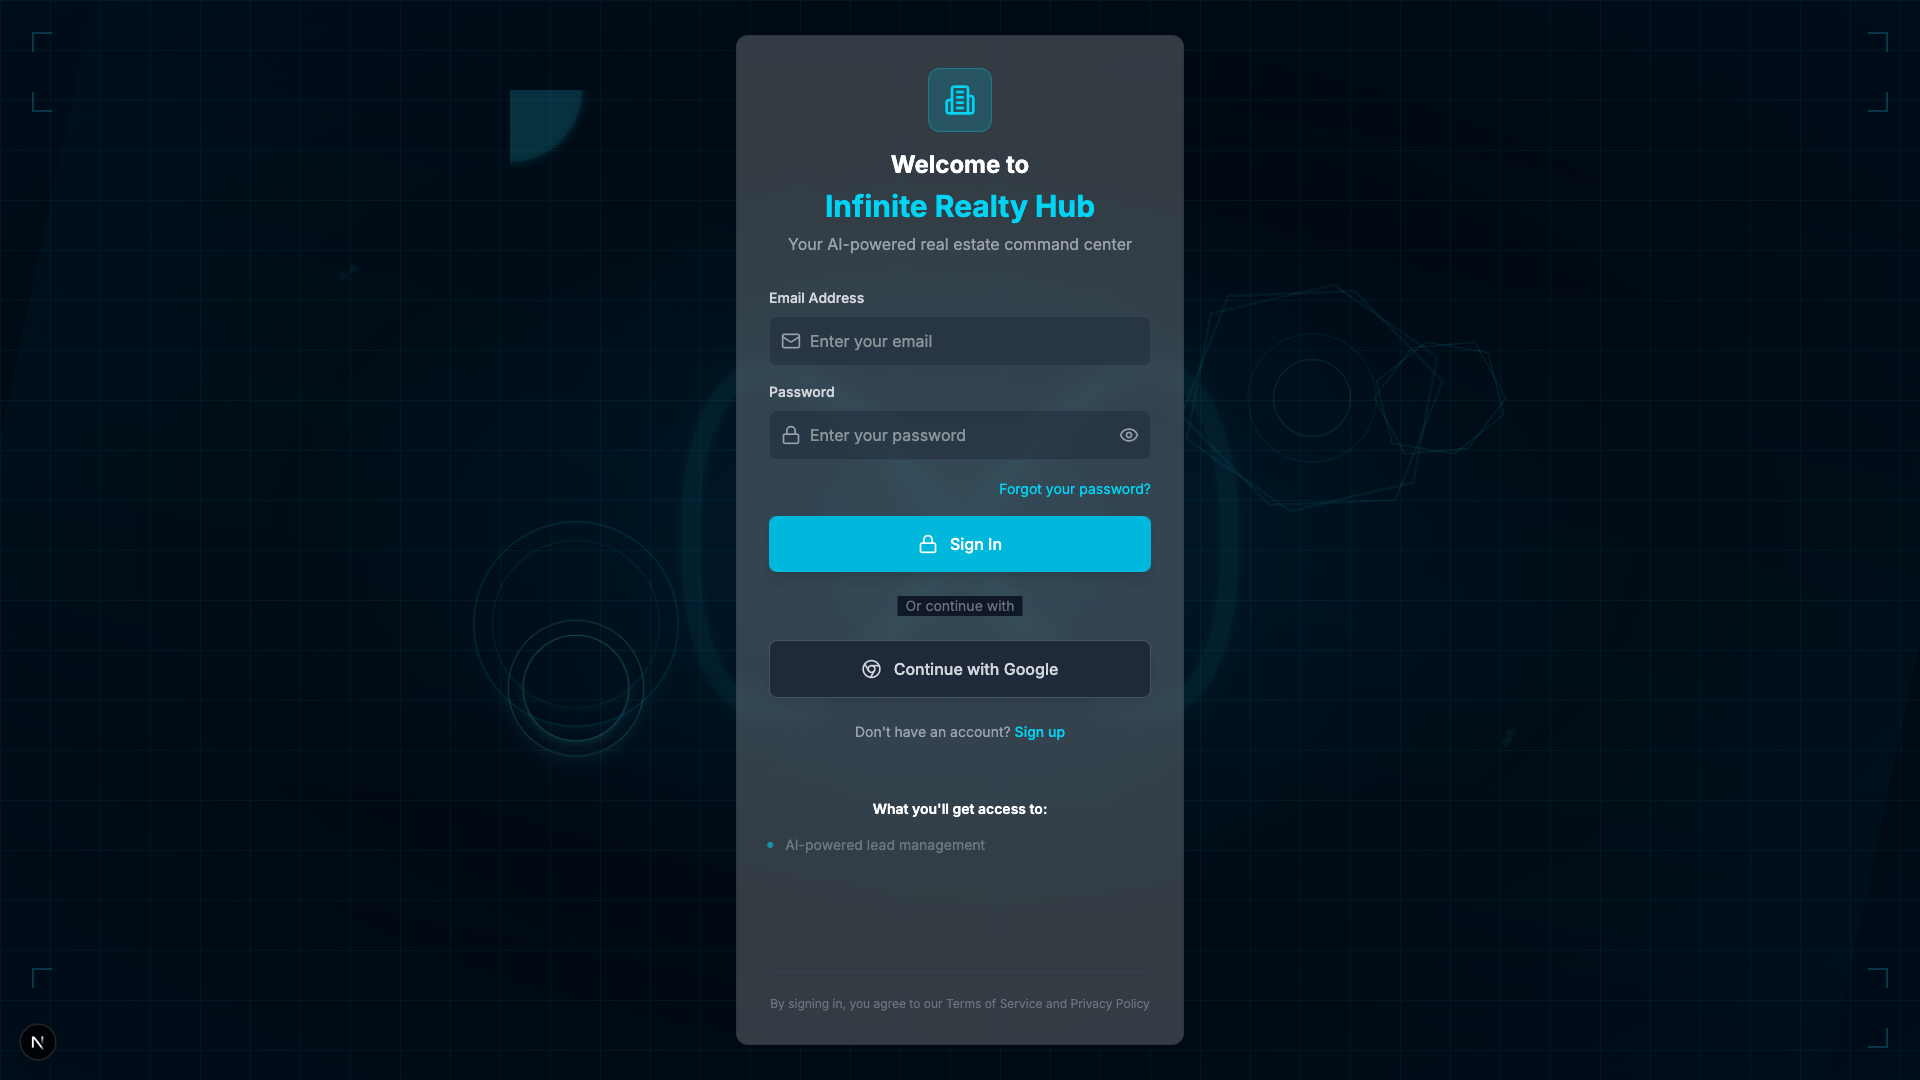 Welcome to
Infinite Realty Hub
Your AI-powered real estate command center
Email Address
Enter your email
Password
Enter your password
Forgot your password?
Sign In
Or continue with
Continue with Google
Don't have an account? Sign up
What you'll get access to:
AI-powered lead management
By signing in, you agree to our Terms of Service and Privacy Policy
N